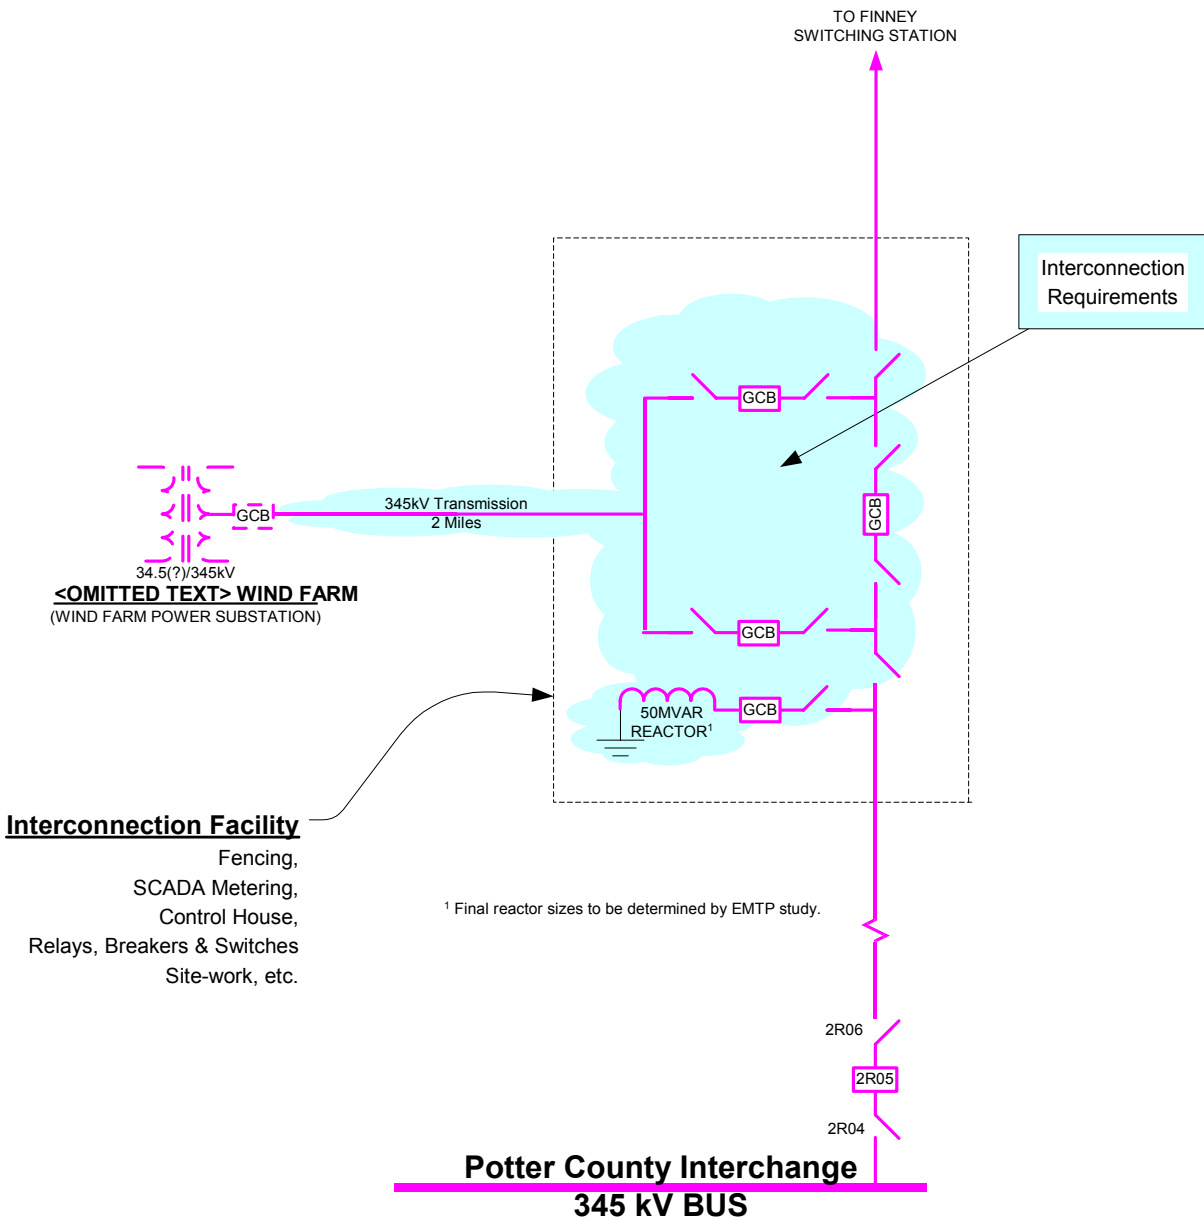 TO FINNEY
SWITCHING STATION
Interconnection
Requirements
GCB
GCB
345kV Transmission
2 Miles
GCB
34.5(?)/345kV
<OMITTED TEXT> WIND FARM
(WIND FARM POWER SUBSTATION)
GCB
50MVAR
REACTOR¹
GCB
Interconnection Facility
Fencing,
SCADA Metering,
Control House,
Relays, Breakers & Switches
Site-work, etc.
¹ Final reactor sizes to be determined by EMTP study.
2R06
2R05
2R04
Potter County Interchange
345 kV BUS